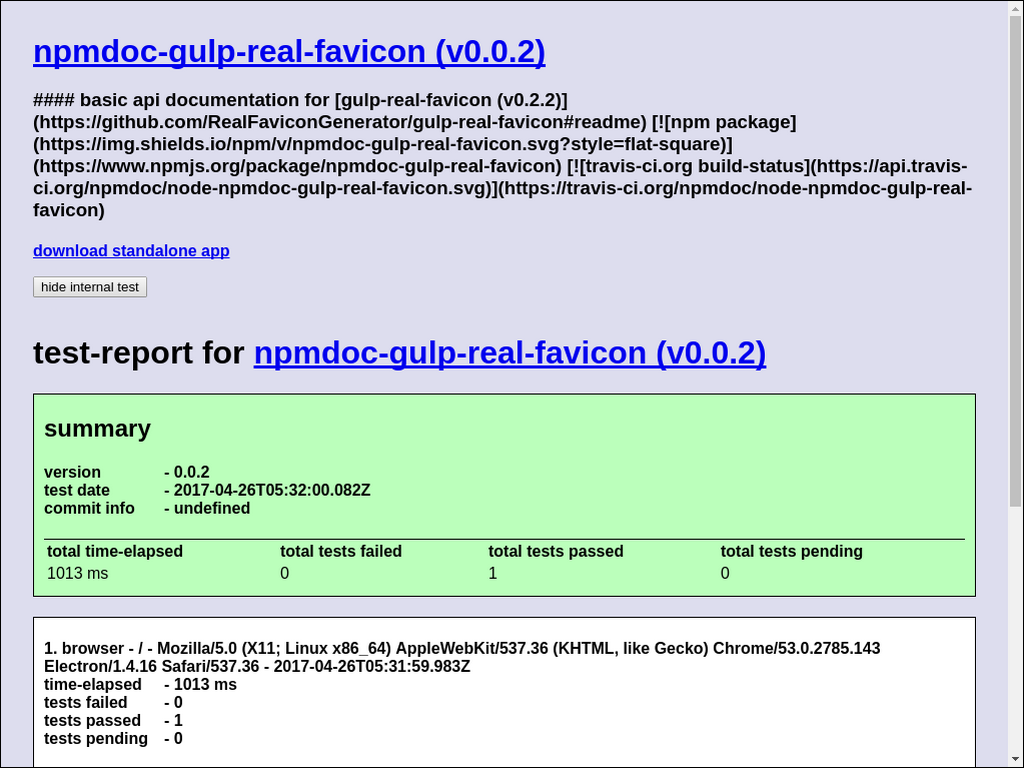 npmdoc-gulp-real-favicon (v0.0.2)
#### basic api documentation for [gulp-real-favicon (v0.2.2)]
(https://github.com/RealFaviconGenerator/gulp-real-favicon#readme) [![npm package]
(https://img.shields.io/npm/v/npmdoc-gulp-real-favicon.svg?style=flat-square)]
(https://www.npmjs.org/package/npmdoc-gulp-real-favicon) [![travis-ci.org build-status](https://api.travis-
ci.org/npmdoc/node-npmdoc-gulp-real-favicon.svg)](https://travis-ci.org/npmdoc/node-npmdoc-gulp-real-
favicon)
download standalone app
hide internal test
test-report for npmdoc-gulp-real-favicon (v0.0.2)
summary
version - 0.0.2
test date - 2017-04-26T05:32:00.082Z
commit info - undefined
total time-elapsed total tests failed total tests passed total tests pending
1013 ms 0 1 0
1. browser - / - Mozilla/5.0 (X11; Linux x86_64) AppleWebKit/537.36 (KHTML, like Gecko) Chrome/53.0.2785.143
Electron/1.4.16 Safari/537.36 - 2017-04-26T05:31:59.983Z
time-elapsed - 1013 ms
tests failed - 0
tests passed - 1
tests pending - 0